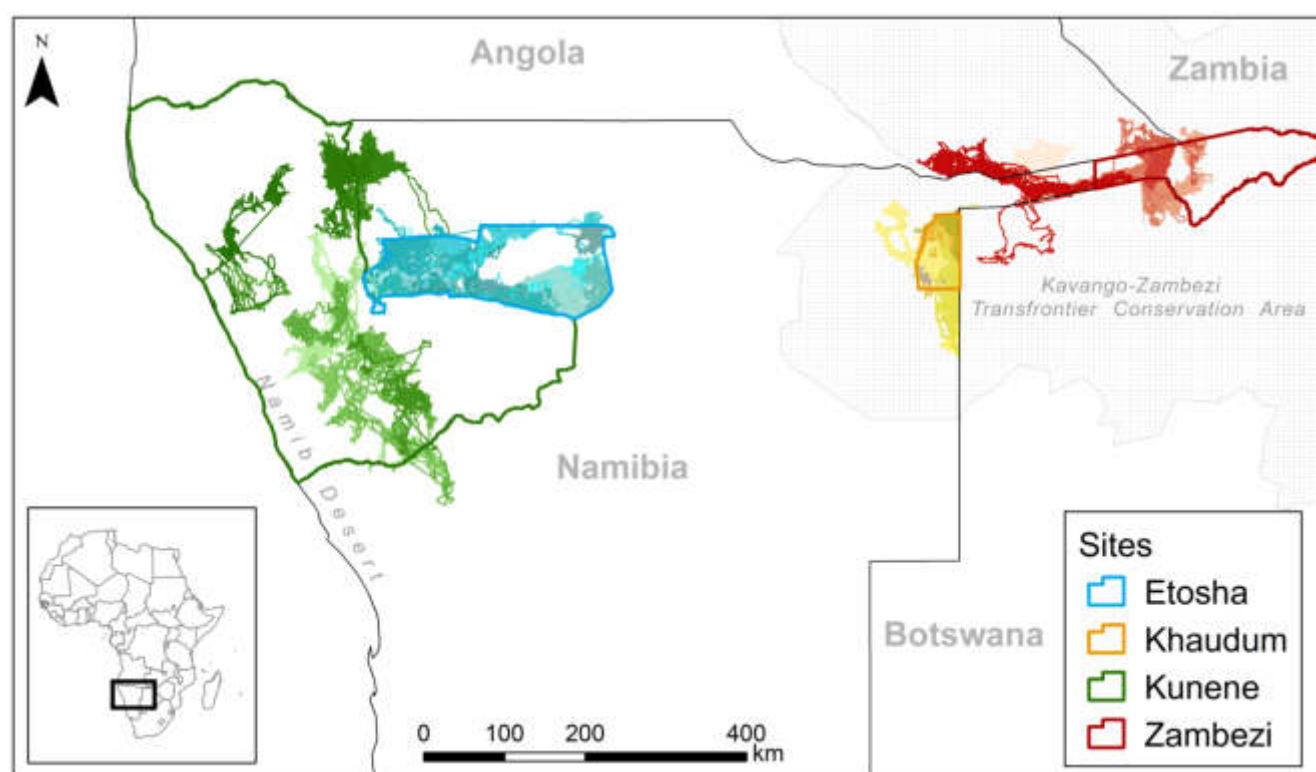 N
Angola
Zambia
Kavango-Zambezi
Transfrontier Conservation Area
Namib Desert
Namibia
Botswana
Sites
Etosha
Khaudum
Kunene
Zambezi
0 100 200 400
km